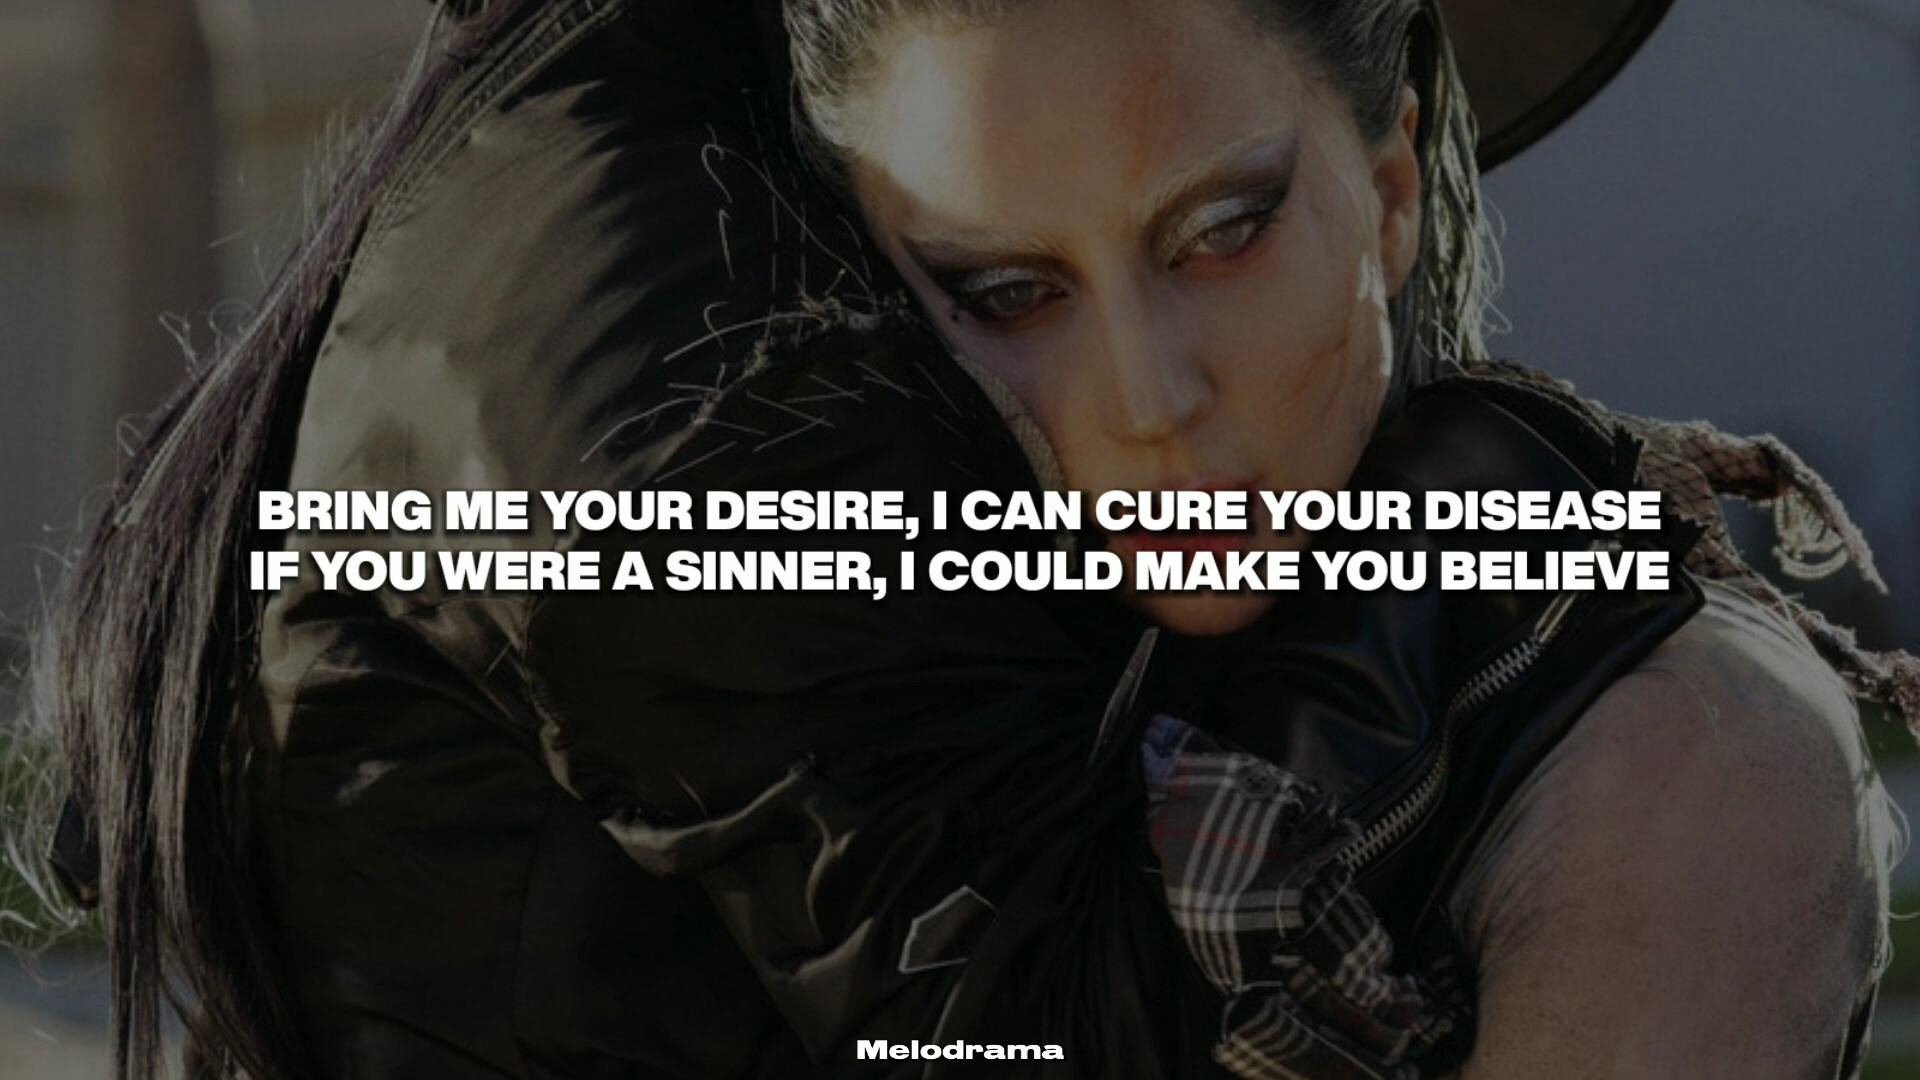 BRING ME YOUR DESIRE, I CAN CURE YOUR DISEASE
IF YOU WERE A SINNER, I COULD MAKE YOU BELIEVE
Melodrama